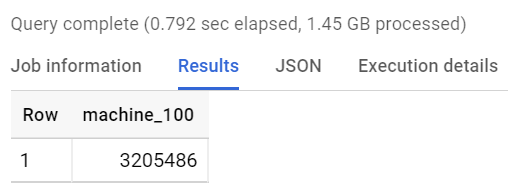 Query complete (0.792 sec elapsed, 1.45 GB processed)
Job information Results JSON Execution details
Row machine_100
1 3205486